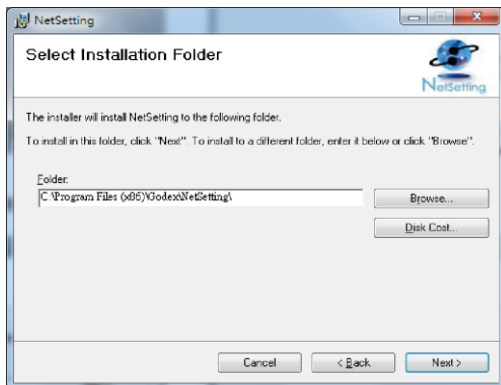 NetSetting
Select Installation Folder
NetSetting
The installer will install NetSetting to the following folder.
To install in this folder, click "Next". To install to a different folder, enter it below or click "Browse".
Folder:
C:\Program Files (x86)\Godex\NetSetting\
Browse...
Disk Cost...
Cancel
< Back
Next >